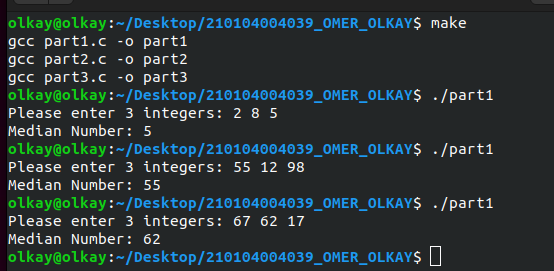 olkay@olkay:~/Desktop/210104004039_OMER_OLKAY$ make
gcc part1.c -o part1
gcc part2.c -o part2
gcc part3.c -o part3
olkay@olkay:~/Desktop/210104004039_OMER_OLKAY$ ./part1
Please enter 3 integers: 2 8 5
Median Number: 5
olkay@olkay:~/Desktop/210104004039_OMER_OLKAY$ ./part1
Please enter 3 integers: 55 12 98
Median Number: 55
olkay@olkay:~/Desktop/210104004039_OMER_OLKAY$ ./part1
Please enter 3 integers: 67 62 17
Median Number: 62
olkay@olkay:~/Desktop/210104004039_OMER_OLKAY$